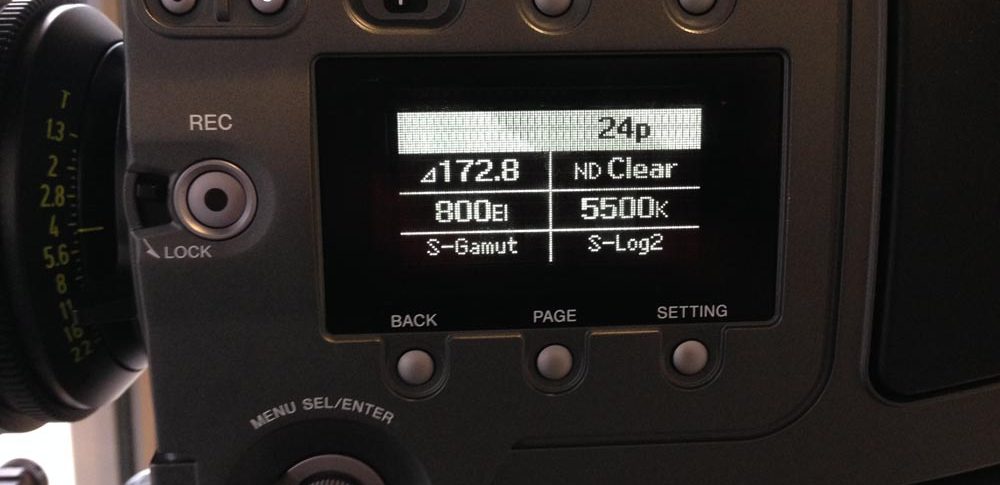 24p
⊿172.8 ND Clear
800EI 5500K
S-Gamut S-Log2
REC
LOCK
BACK PAGE SETTING
MENU SEL/ENTER
T
1.3
2
2.8
4
5.6
8
11
16
22